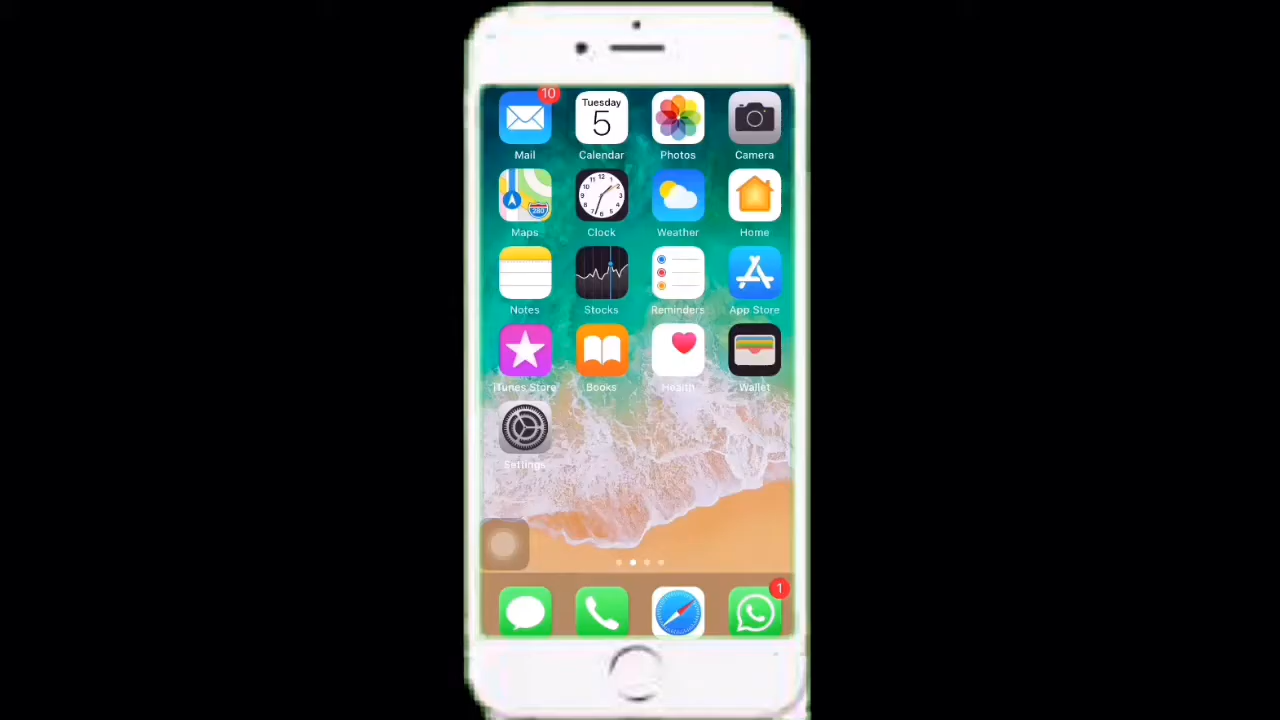 10
Tuesday
5
Mail Calendar Photos Camera
280
Maps Clock Weather Home
Notes Stocks Reminders App Store
iTunes Store Books Health Wallet
Settings
1